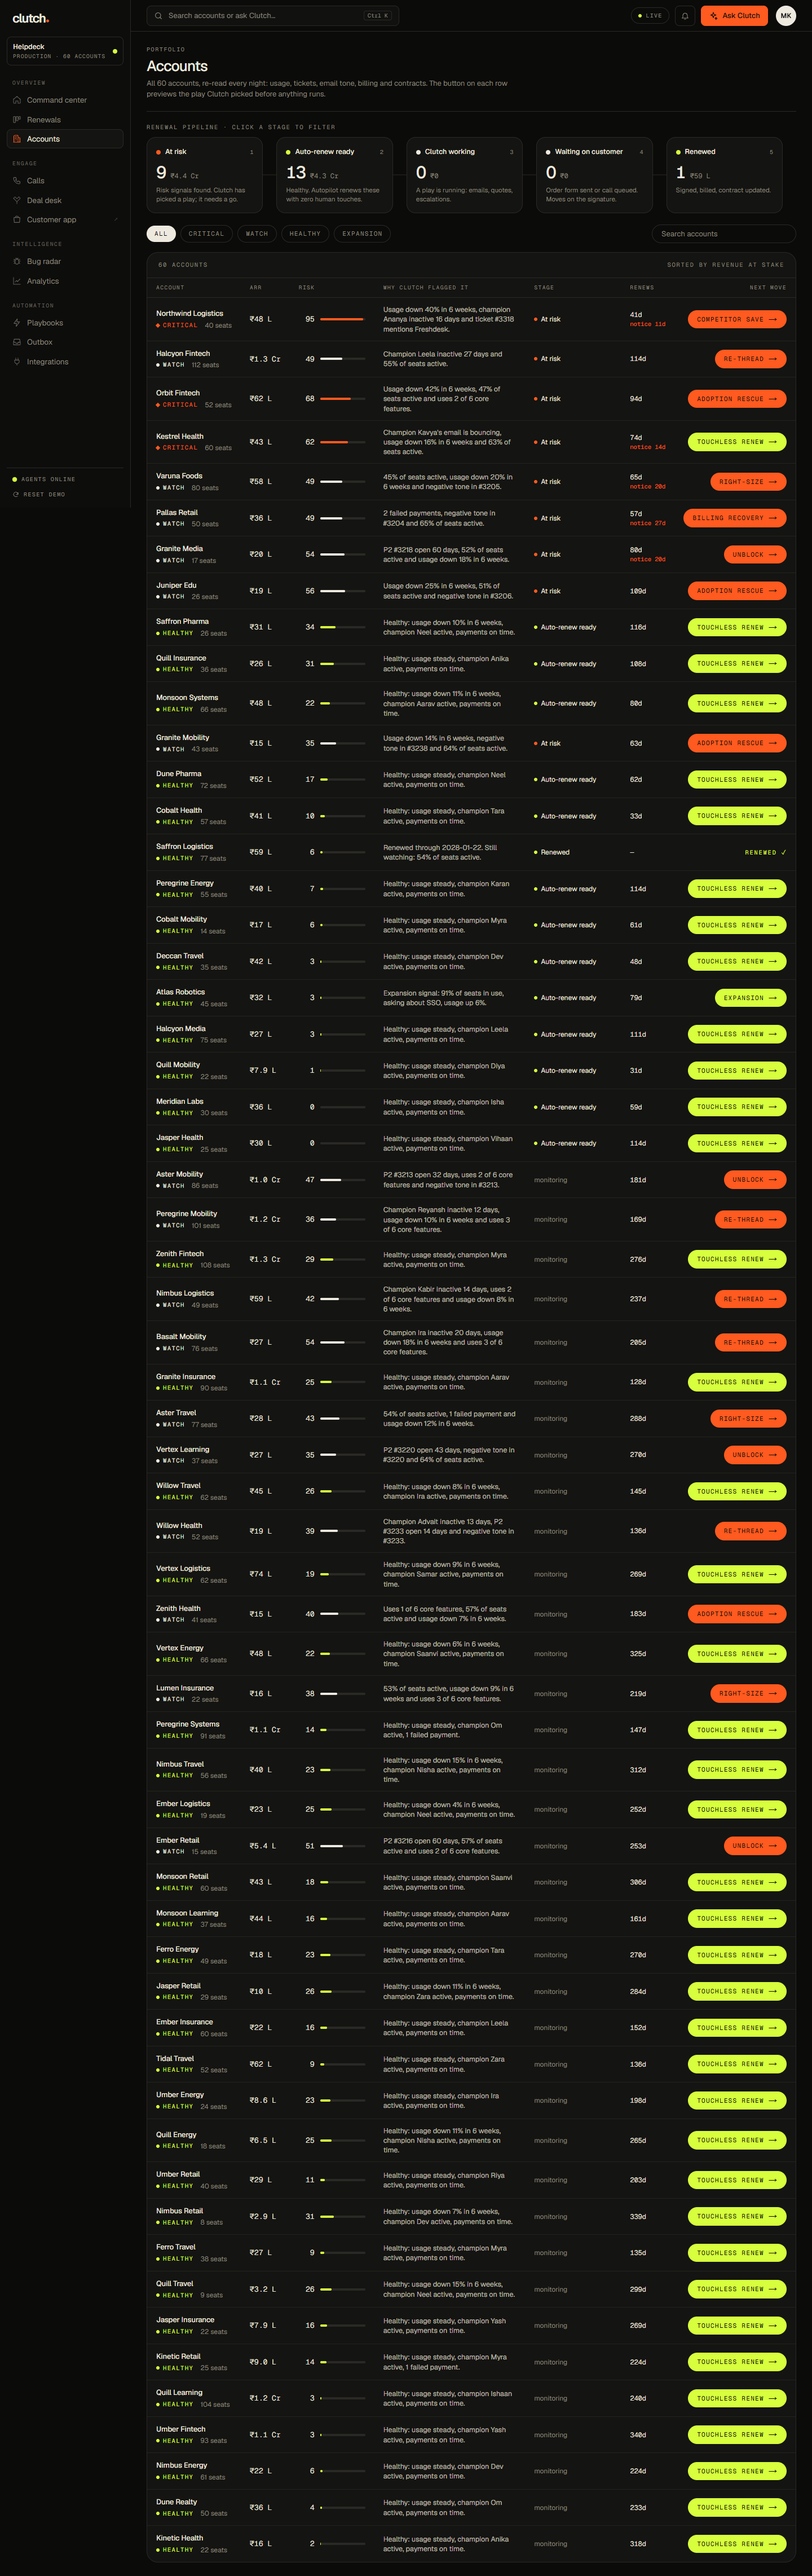 clutch.
Search accounts or ask Clutch…
Ctrl K
LIVE
Ask Clutch
MK
Helpdeck
PRODUCTION · 60 ACCOUNTS
OVERVIEW
Command center
Renewals
Accounts
ENGAGE
Calls
Deal desk
Customer app
INTELLIGENCE
Bug radar
Analytics
AUTOMATION
Playbooks
Outbox
Integrations
AGENTS ONLINE
RESET DEMO
PORTFOLIO
Accounts
All 60 accounts, re-read every night: usage, tickets, email tone, billing and contracts. The button on each row
previews the play Clutch picked before anything runs.
RENEWAL PIPELINE · CLICK A STAGE TO FILTER
At risk 1
9 ₹4.4 Cr
Risk signals found. Clutch has
picked a play; it needs a go.
Auto-renew ready 2
13 ₹4.3 Cr
Healthy. Autopilot renews these
with zero human touches.
Clutch working 3
0 ₹0
A play is running: emails, quotes,
escalations.
Waiting on customer 4
0 ₹0
Order form sent or call queued.
Moves on the signature.
Renewed 5
1 ₹59 L
Signed, billed, contract updated.
ALL CRITICAL WATCH HEALTHY EXPANSION
Search accounts
60 ACCOUNTS SORTED BY REVENUE AT STAKE
ACCOUNT ARR RISK WHY CLUTCH FLAGGED IT STAGE RENEWS NEXT MOVE
Northwind Logistics CRITICAL 40 seats ₹48 L 95 Usage down 40% in 6 weeks, champion Ananya inactive 16 days and ticket #3318 mentions Freshdesk. At risk 41d notice 11d COMPETITOR SAVE →
Halcyon Fintech WATCH 112 seats ₹1.3 Cr 49 Champion Leela inactive 27 days and 55% of seats active. At risk 114d RE-THREAD →
Orbit Fintech CRITICAL 52 seats ₹62 L 68 Usage down 42% in 6 weeks, 47% of seats active and uses 2 of 6 core features. At risk 94d ADOPTION RESCUE →
Kestrel Health CRITICAL 60 seats ₹43 L 62 Champion Kavya's email is bouncing, usage down 16% in 6 weeks and 63% of seats active. At risk 74d notice 14d TOUCHLESS RENEW →
Varuna Foods WATCH 80 seats ₹58 L 49 45% of seats active, usage down 20% in 6 weeks and negative tone in #3205. At risk 65d notice 20d RIGHT-SIZE →
Pallas Retail WATCH 50 seats ₹36 L 49 2 failed payments, negative tone in #3204 and 65% of seats active. At risk 57d notice 27d BILLING RECOVERY →
Granite Media WATCH 17 seats ₹20 L 54 P2 #3218 open 60 days, 52% of seats active and usage down 18% in 6 weeks. At risk 80d notice 20d UNBLOCK →
Juniper Edu WATCH 26 seats ₹19 L 56 Usage down 25% in 6 weeks, 51% of seats active and negative tone in #3206. At risk 109d ADOPTION RESCUE →
Saffron Pharma HEALTHY 26 seats ₹31 L 34 Healthy: usage down 10% in 6 weeks, champion Neel active, payments on time. Auto-renew ready 116d TOUCHLESS RENEW →
Quill Insurance HEALTHY 36 seats ₹26 L 31 Healthy: usage steady, champion Anika active, payments on time. Auto-renew ready 108d TOUCHLESS RENEW →
Monsoon Systems HEALTHY 66 seats ₹48 L 22 Healthy: usage down 11% in 6 weeks, champion Aarav active, payments on time. Auto-renew ready 80d TOUCHLESS RENEW →
Granite Mobility WATCH 43 seats ₹15 L 35 Usage down 14% in 6 weeks, negative tone in #3238 and 64% of seats active. At risk 63d ADOPTION RESCUE →
Dune Pharma HEALTHY 72 seats ₹52 L 17 Healthy: usage steady, champion Neel active, payments on time. Auto-renew ready 62d TOUCHLESS RENEW →
Cobalt Health HEALTHY 57 seats ₹41 L 10 Healthy: usage steady, champion Tara active, payments on time. Auto-renew ready 33d TOUCHLESS RENEW →
Saffron Logistics HEALTHY 77 seats ₹59 L 6 Renewed through 2028-01-22. Still watching: 54% of seats active. Renewed – RENEWED ✓
Peregrine Energy HEALTHY 55 seats ₹40 L 7 Healthy: usage steady, champion Karan active, payments on time. Auto-renew ready 114d TOUCHLESS RENEW →
Cobalt Mobility HEALTHY 14 seats ₹17 L 6 Healthy: usage steady, champion Myra active, payments on time. Auto-renew ready 61d TOUCHLESS RENEW →
Deccan Travel HEALTHY 35 seats ₹42 L 3 Healthy: usage steady, champion Dev active, payments on time. Auto-renew ready 48d TOUCHLESS RENEW →
Atlas Robotics HEALTHY 45 seats ₹32 L 3 Expansion signal: 91% of seats in use, asking about SSO, usage up 6%. Auto-renew ready 79d EXPANSION →
Halcyon Media HEALTHY 75 seats ₹27 L 3 Healthy: usage steady, champion Leela active, payments on time. Auto-renew ready 111d TOUCHLESS RENEW →
Quill Mobility HEALTHY 22 seats ₹7.9 L 1 Healthy: usage steady, champion Diya active, payments on time. Auto-renew ready 31d TOUCHLESS RENEW →
Meridian Labs HEALTHY 30 seats ₹36 L 0 Healthy: usage steady, champion Isha active, payments on time. Auto-renew ready 59d TOUCHLESS RENEW →
Jasper Health HEALTHY 25 seats ₹30 L 0 Healthy: usage steady, champion Vihaan active, payments on time. Auto-renew ready 114d TOUCHLESS RENEW →
Aster Mobility WATCH 86 seats ₹1.0 Cr 47 P2 #3213 open 32 days, uses 2 of 6 core features and negative tone in #3213. monitoring 181d UNBLOCK →
Peregrine Mobility WATCH 101 seats ₹1.2 Cr 36 Champion Reyansh inactive 12 days, usage down 10% in 6 weeks and uses 3 of 6 core features. monitoring 169d RE-THREAD →
Zenith Fintech HEALTHY 108 seats ₹1.3 Cr 29 Healthy: usage steady, champion Myra active, payments on time. monitoring 276d TOUCHLESS RENEW →
Nimbus Logistics WATCH 49 seats ₹59 L 42 Champion Kabir inactive 14 days, uses 2 of 6 core features and usage down 8% in 6 weeks. monitoring 237d RE-THREAD →
Basalt Mobility WATCH 76 seats ₹27 L 54 Champion Ira inactive 20 days, usage down 18% in 6 weeks and uses 3 of 6 core features. monitoring 205d RE-THREAD →
Granite Insurance HEALTHY 90 seats ₹1.1 Cr 25 Healthy: usage steady, champion Aarav active, payments on time. monitoring 128d TOUCHLESS RENEW →
Aster Travel WATCH 77 seats ₹28 L 43 54% of seats active, 1 failed payment and usage down 12% in 6 weeks. monitoring 288d RIGHT-SIZE →
Vertex Learning WATCH 37 seats ₹27 L 35 P2 #3220 open 43 days, negative tone in #3220 and 64% of seats active. monitoring 270d UNBLOCK →
Willow Travel HEALTHY 62 seats ₹45 L 26 Healthy: usage down 8% in 6 weeks, champion Ira active, payments on time. monitoring 145d TOUCHLESS RENEW →
Willow Health WATCH 52 seats ₹19 L 39 Champion Advait inactive 13 days, P2 #3233 open 14 days and negative tone in #3233. monitoring 136d RE-THREAD →
Vertex Logistics HEALTHY 62 seats ₹74 L 19 Healthy: usage down 9% in 6 weeks, champion Samar active, payments on time. monitoring 269d TOUCHLESS RENEW →
Zenith Health WATCH 41 seats ₹15 L 40 Uses 1 of 6 core features, 57% of seats active and usage down 7% in 6 weeks. monitoring 183d ADOPTION RESCUE →
Vertex Energy HEALTHY 66 seats ₹48 L 22 Healthy: usage down 6% in 6 weeks, champion Saanvi active, payments on time. monitoring 325d TOUCHLESS RENEW →
Lumen Insurance WATCH 22 seats ₹16 L 38 53% of seats active, usage down 9% in 6 weeks and uses 3 of 6 core features. monitoring 219d RIGHT-SIZE →
Peregrine Systems HEALTHY 91 seats ₹1.1 Cr 14 Healthy: usage steady, champion Om active, 1 failed payment. monitoring 147d TOUCHLESS RENEW →
Nimbus Travel HEALTHY 56 seats ₹40 L 23 Healthy: usage down 15% in 6 weeks, champion Nisha active, payments on time. monitoring 312d TOUCHLESS RENEW →
Ember Logistics HEALTHY 19 seats ₹23 L 25 Healthy: usage down 4% in 6 weeks, champion Neel active, payments on time. monitoring 252d TOUCHLESS RENEW →
Ember Retail WATCH 15 seats ₹5.4 L 51 P2 #3216 open 60 days, 57% of seats active and uses 2 of 6 core features. monitoring 253d UNBLOCK →
Monsoon Retail HEALTHY 60 seats ₹43 L 18 Healthy: usage steady, champion Saanvi active, payments on time. monitoring 306d TOUCHLESS RENEW →
Monsoon Learning HEALTHY 37 seats ₹44 L 16 Healthy: usage steady, champion Aarav active, payments on time. monitoring 161d TOUCHLESS RENEW →
Ferro Energy HEALTHY 49 seats ₹18 L 23 Healthy: usage steady, champion Tara active, payments on time. monitoring 270d TOUCHLESS RENEW →
Jasper Retail HEALTHY 29 seats ₹10 L 26 Healthy: usage down 11% in 6 weeks, champion Zara active, payments on time. monitoring 284d TOUCHLESS RENEW →
Ember Insurance HEALTHY 60 seats ₹22 L 16 Healthy: usage steady, champion Leela active, payments on time. monitoring 152d TOUCHLESS RENEW →
Tidal Travel HEALTHY 52 seats ₹62 L 9 Healthy: usage steady, champion Zara active, payments on time. monitoring 136d TOUCHLESS RENEW →
Umber Energy HEALTHY 24 seats ₹8.6 L 23 Healthy: usage steady, champion Ira active, payments on time. monitoring 198d TOUCHLESS RENEW →
Quill Energy HEALTHY 18 seats ₹6.5 L 25 Healthy: usage down 11% in 6 weeks, champion Nisha active, payments on time. monitoring 265d TOUCHLESS RENEW →
Umber Retail HEALTHY 40 seats ₹29 L 11 Healthy: usage steady, champion Riya active, payments on time. monitoring 203d TOUCHLESS RENEW →
Nimbus Retail HEALTHY 8 seats ₹2.9 L 31 Healthy: usage down 7% in 6 weeks, champion Dev active, payments on time. monitoring 339d TOUCHLESS RENEW →
Ferro Travel HEALTHY 38 seats ₹27 L 9 Healthy: usage steady, champion Myra active, payments on time. monitoring 135d TOUCHLESS RENEW →
Quill Travel HEALTHY 9 seats ₹3.2 L 26 Healthy: usage down 15% in 6 weeks, champion Neel active, payments on time. monitoring 299d TOUCHLESS RENEW →
Jasper Insurance HEALTHY 22 seats ₹7.9 L 16 Healthy: usage steady, champion Yash active, payments on time. monitoring 269d TOUCHLESS RENEW →
Kinetic Retail HEALTHY 25 seats ₹9.0 L 14 Healthy: usage steady, champion Myra active, 1 failed payment. monitoring 224d TOUCHLESS RENEW →
Quill Learning HEALTHY 104 seats ₹1.2 Cr 3 Healthy: usage steady, champion Ishaan active, payments on time. monitoring 240d TOUCHLESS RENEW →
Umber Fintech HEALTHY 93 seats ₹1.1 Cr 3 Healthy: usage steady, champion Yash active, payments on time. monitoring 340d TOUCHLESS RENEW →
Nimbus Energy HEALTHY 61 seats ₹22 L 6 Healthy: usage steady, champion Dev active, payments on time. monitoring 224d TOUCHLESS RENEW →
Dune Realty HEALTHY 50 seats ₹36 L 4 Healthy: usage steady, champion Om active, payments on time. monitoring 233d TOUCHLESS RENEW →
Kinetic Health HEALTHY 22 seats ₹16 L 2 Healthy: usage steady, champion Anika active, payments on time. monitoring 318d TOUCHLESS RENEW →